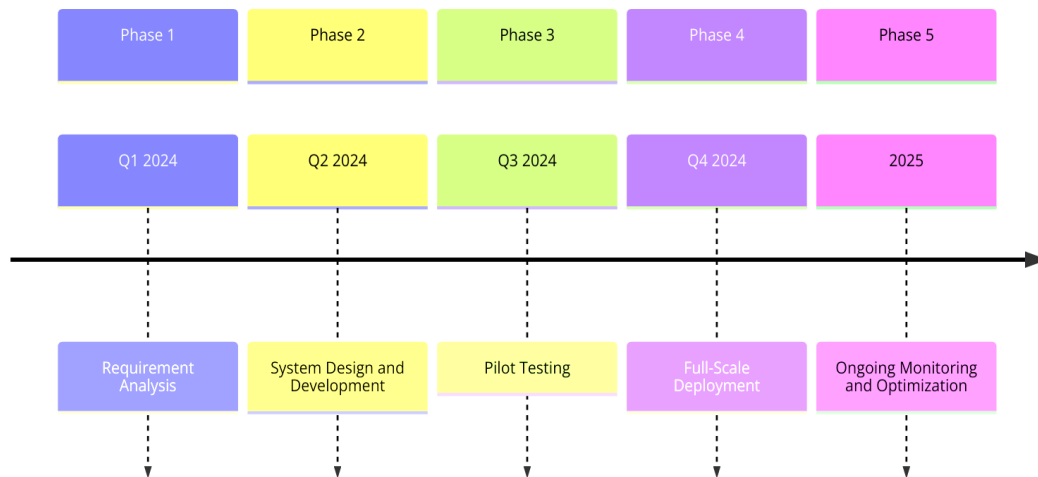 Phase 1
Phase 2
Phase 3
Phase 4
Phase 5
Q1 2024
Q2 2024
Q3 2024
Q4 2024
2025
Requirement
Analysis
System Design and
Development
Pilot Testing
Full-Scale
Deployment
Ongoing Monitoring
and Optimization